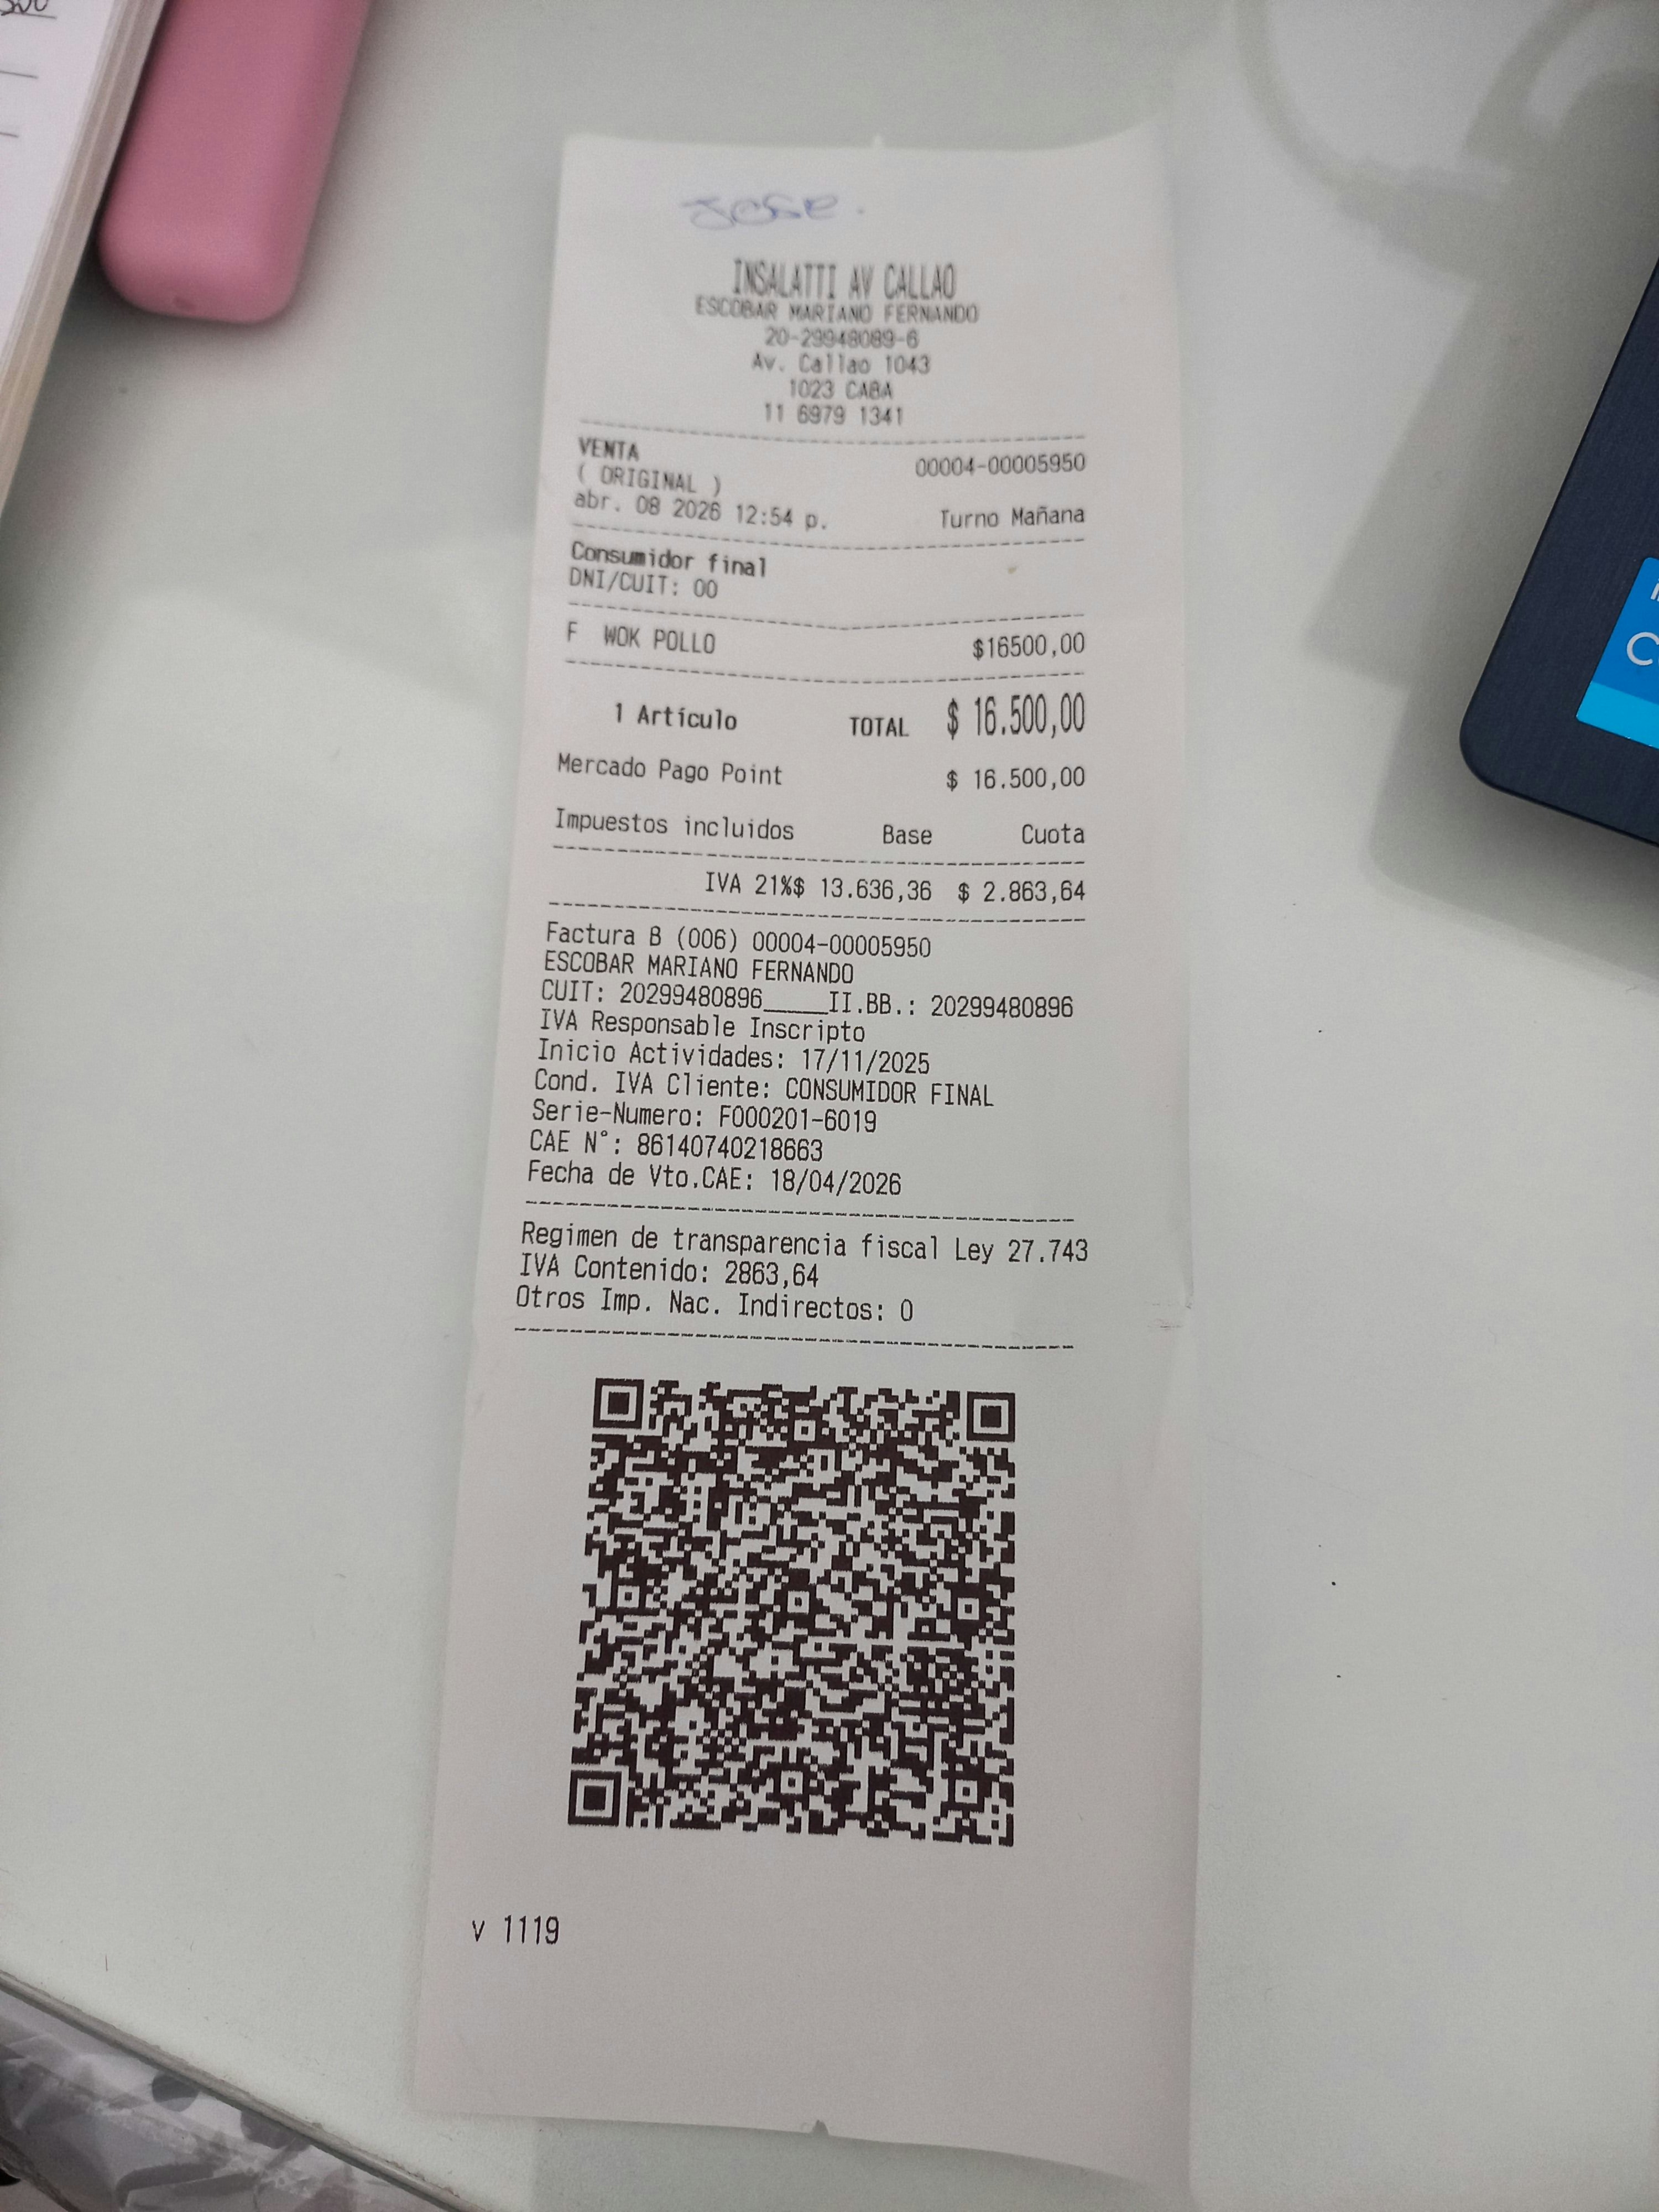 Jose.
INSALATTI AV CALLAO
ESCOBAR MARIANO FERNANDO
20-29948089-6
Av. Callao 1043
1023 CABA
11 6979 1341
VENTA 00004-00005950
( ORIGINAL )
abr. 08 2026 12:54 p. Turno Mañana
Consumidor final
DNI/CUIT: 00
F WOK POLLO $16500,00
1 Artículo TOTAL $ 16.500,00
Mercado Pago Point $ 16.500,00
Impuestos incluidos Base Cuota
IVA 21%$ 13.636,36 $ 2.863,64
Factura B (006) 00004-00005950
ESCOBAR MARIANO FERNANDO
CUIT: 20299480896_____II.BB.: 20299480896
IVA Responsable Inscripto
Inicio Actividades: 17/11/2025
Cond. IVA Cliente: CONSUMIDOR FINAL
Serie-Numero: F000201-6019
CAE N°: 86140740218663
Fecha de Vto.CAE: 18/04/2026
Regimen de transparencia fiscal Ley 27.743
IVA Contenido: 2863,64
Otros Imp. Nac. Indirectos: 0
v 1119